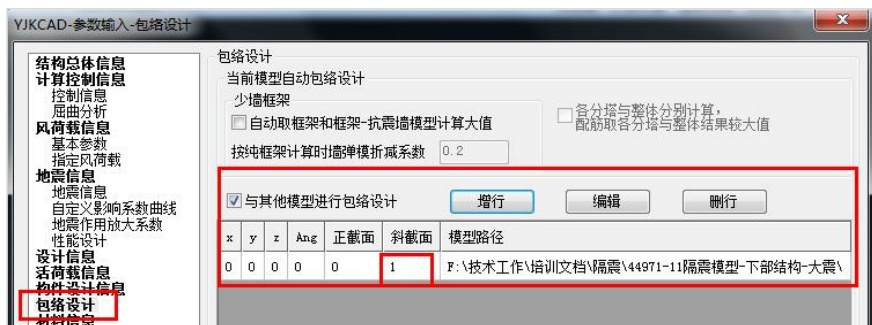 YJKCAD-参数输入-包络设计
结构总体信息
计算控制信息
控制信息
屈曲分析
风荷载信息
基本参数
指定风荷载
地震信息
地震信息
自定义影响系数曲线
地震作用放大系数
性能设计
设计信息
活荷载信息
构件设计信息
包络设计
材料信息
包络设计
当前模型自动包络设计
少墙框架
自动取框架和框架-抗震墙模型计算大值
按纯框架计算时墙弹模折减系数 0.2
各分塔与整体分别计算，
配筋取各分塔与整体结果较大值
与其他模型进行包络设计 增行 编辑 删行
x y z Ang 正截面 斜截面 模型路径
0 0 0 0 0 1 F:\技术工作\培训文档\隔震\44971-11隔震模型-下部结构-大震\